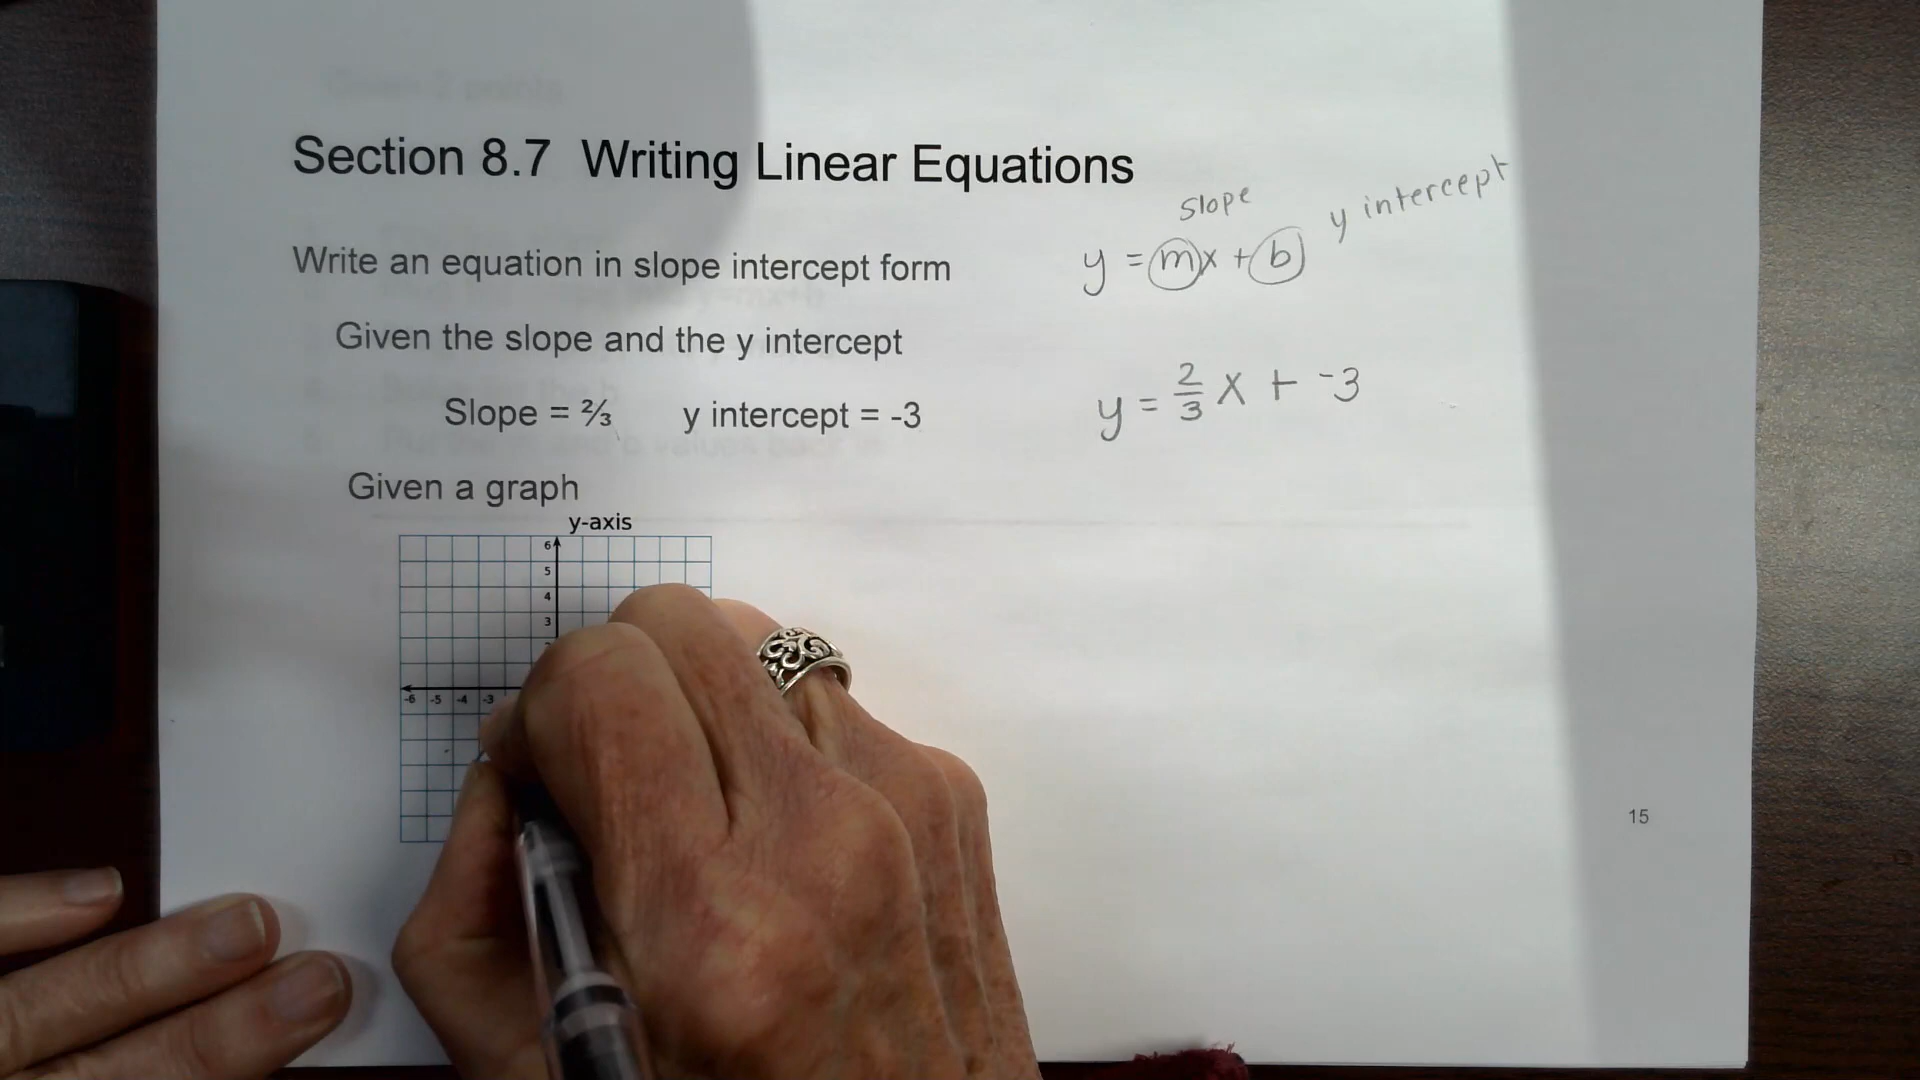 Section 8.7 Writing Linear Equations
slope
y intercept
Write an equation in slope intercept form
y = mx + b
Given the slope and the y intercept
Slope = ⅔ y intercept = -3
y = 2/3 x + -3
Given a graph
y-axis
6
5
4
3
-6 -5 -4 -3
15